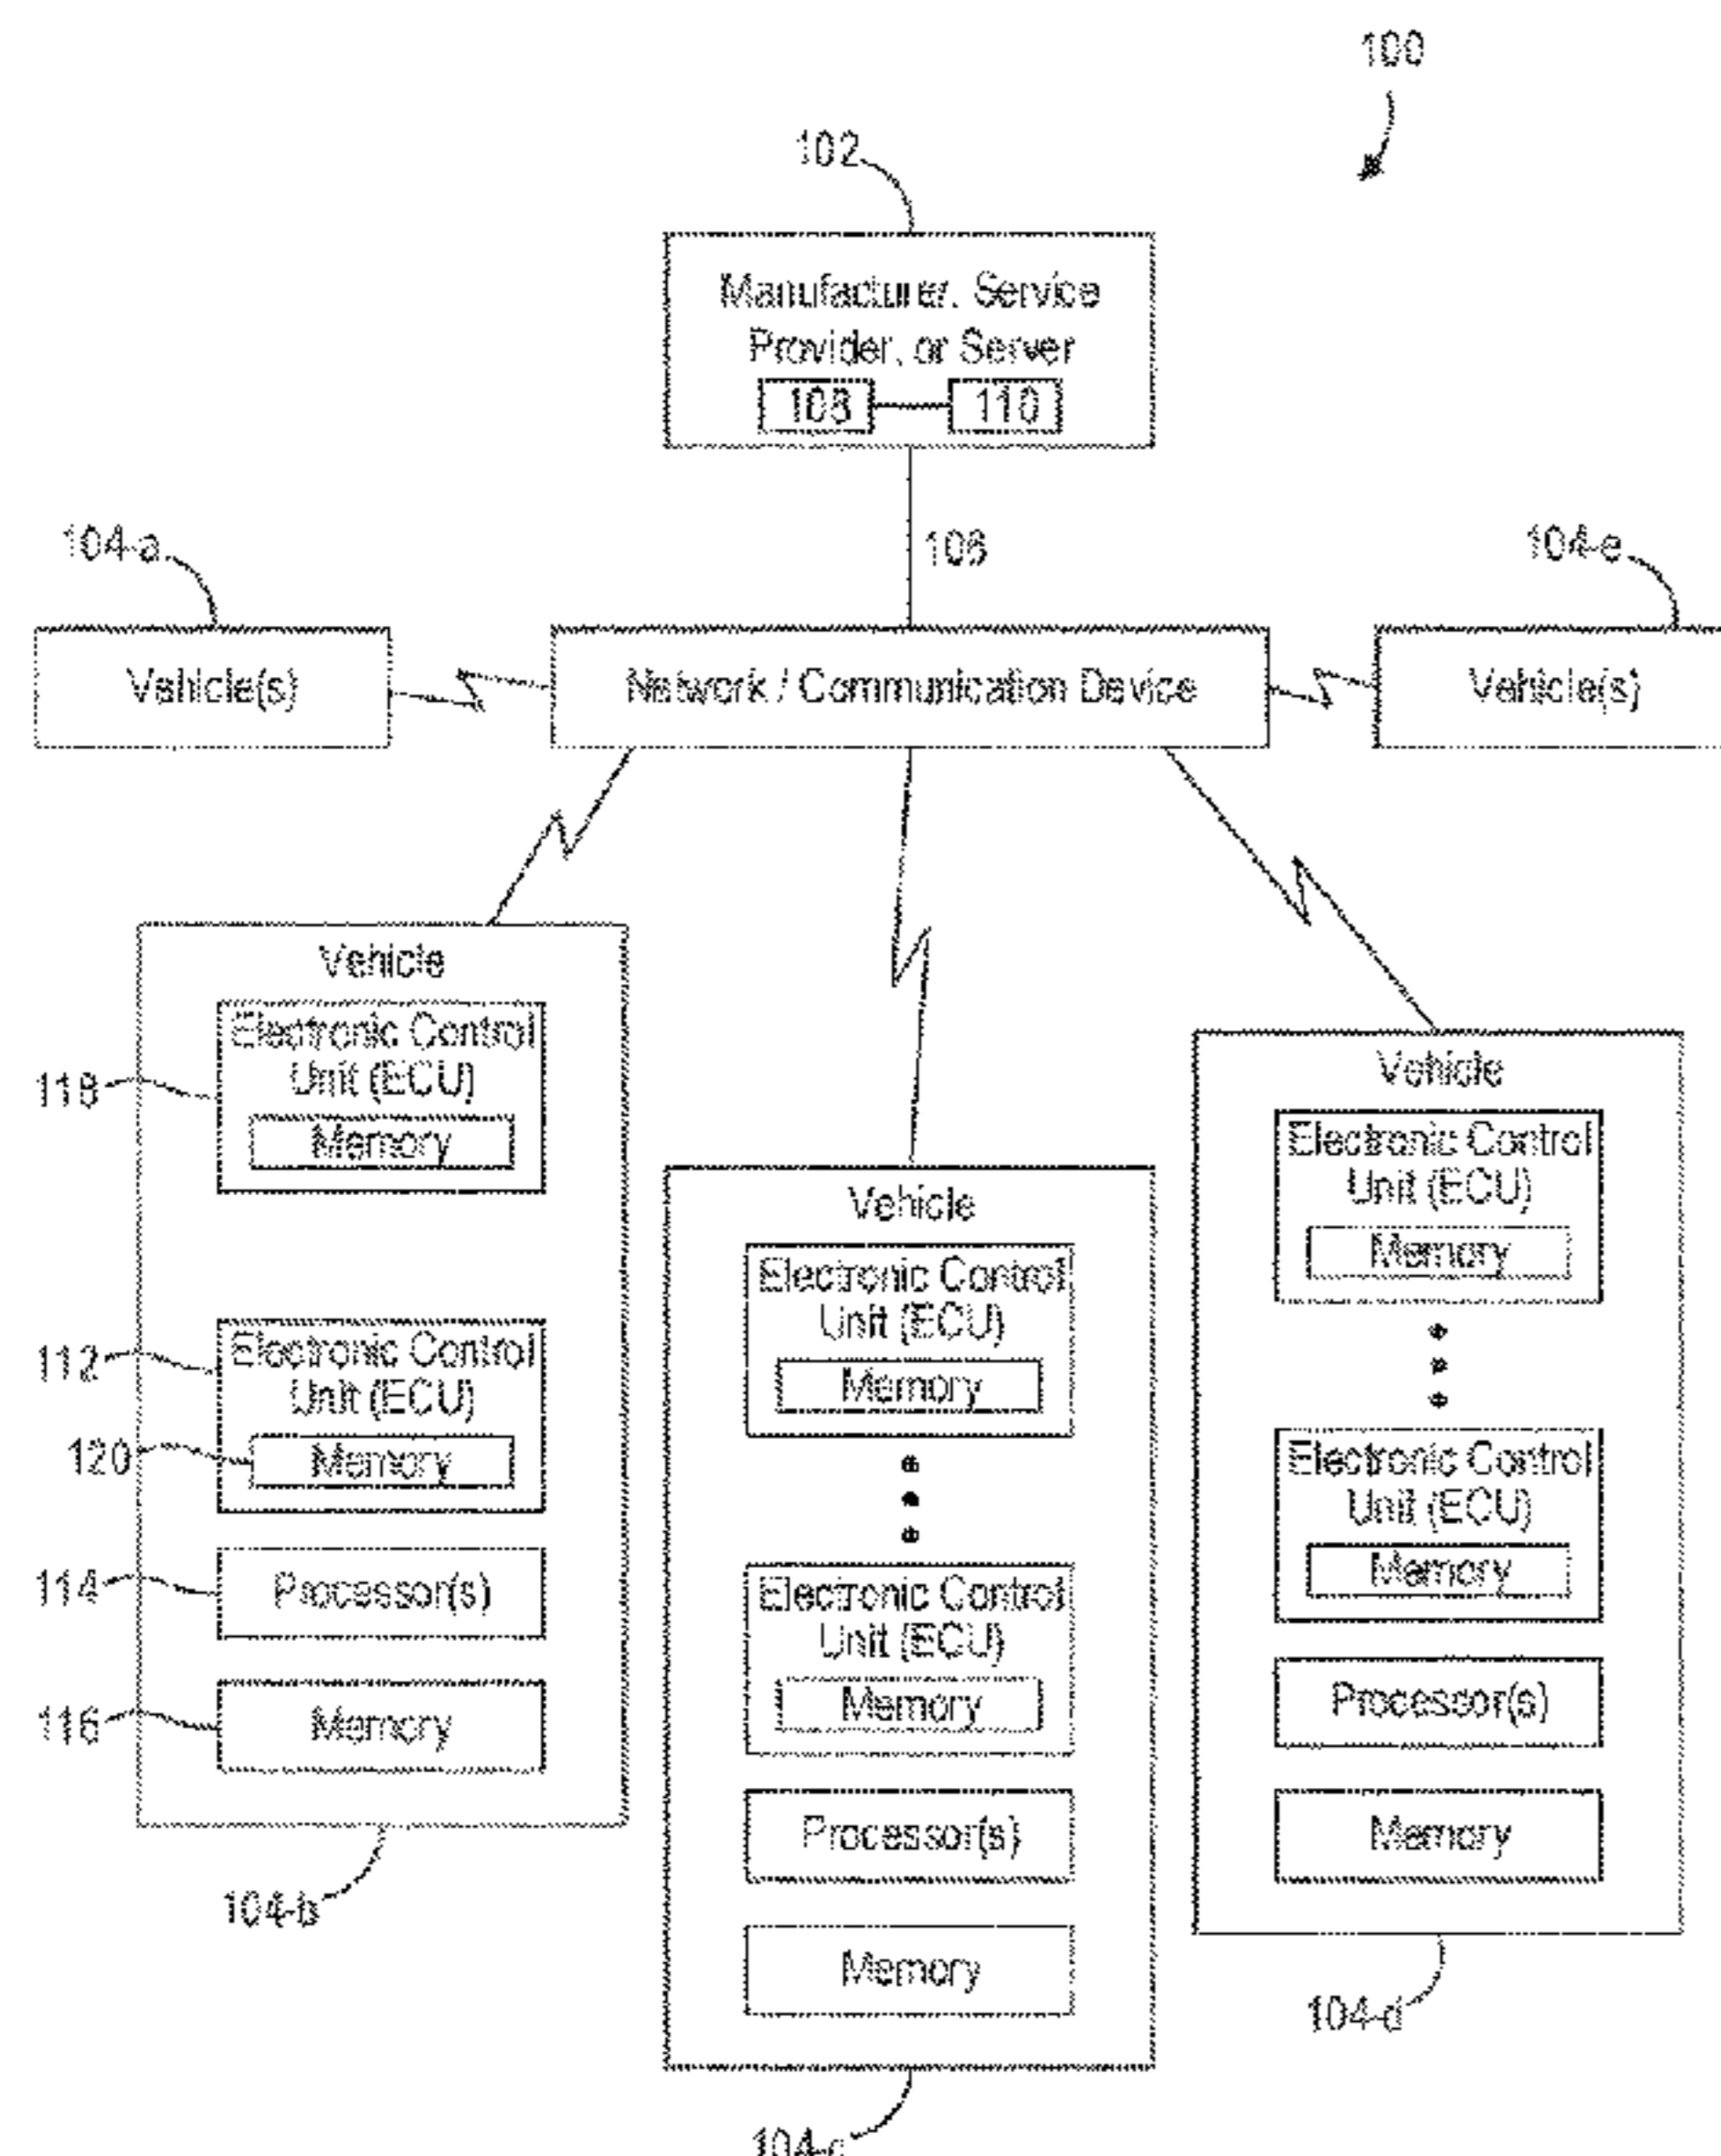 100
102
Manufacturer, Service
Provider, or Server
108
110
106
104-a
104-e
Vehicle(s)
Network / Communication Device
Vehicle(s)
Vehicle
Electronic Control
Unit (ECU)
Memory
118
Electronic Control
Unit (ECU)
Memory
112
120
Processor(s)
114
Memory
116
104-b
Vehicle
Electronic Control
Unit (ECU)
Memory
Electronic Control
Unit (ECU)
Memory
Processor(s)
Memory
104-c
Vehicle
Electronic Control
Unit (ECU)
Memory
Electronic Control
Unit (ECU)
Memory
Processor(s)
Memory
104-d